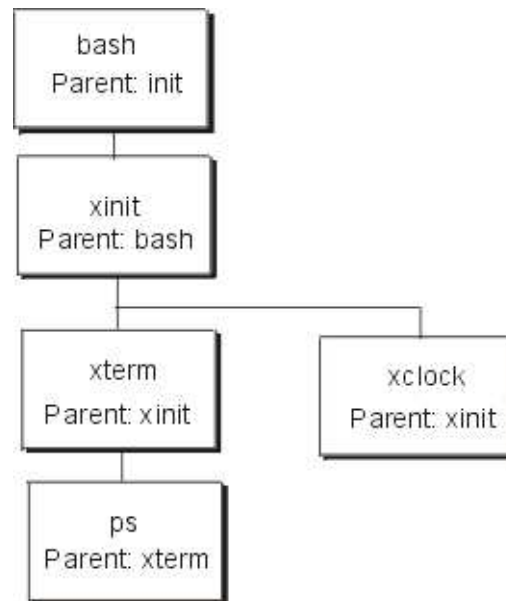 bash
Parent: init
xinit
Parent: bash
xterm
Parent: xinit
xclock
Parent: xinit
ps
Parent: xterm